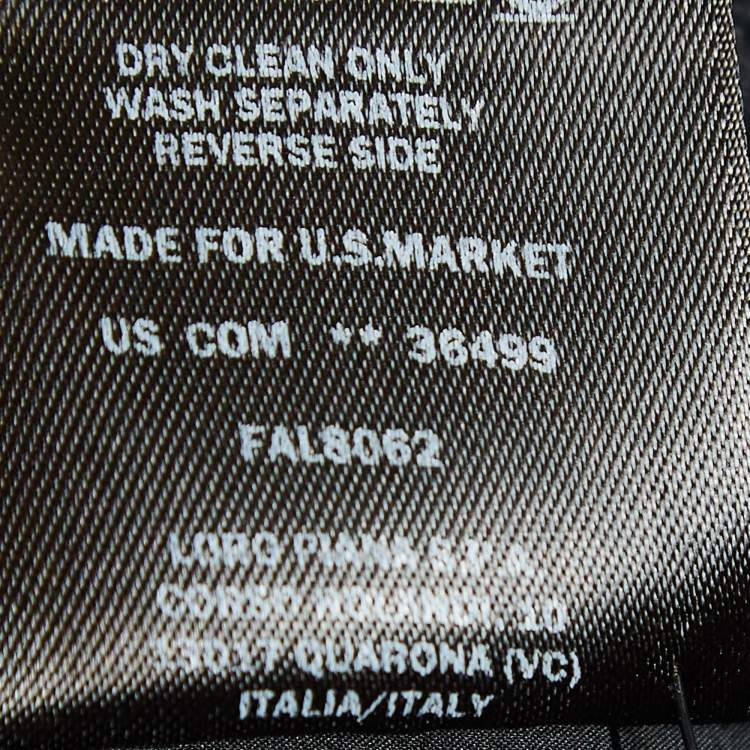 DRY CLEAN ONLY
WASH SEPARATELY
REVERSE SIDE
MADE FOR U.S.MARKET
US COM ** 36499
FAL8062
LORO PIANA S.P.A.
CORSO ROLANDI, 10
13017 QUARONA (VC)
ITALIA/ITALY